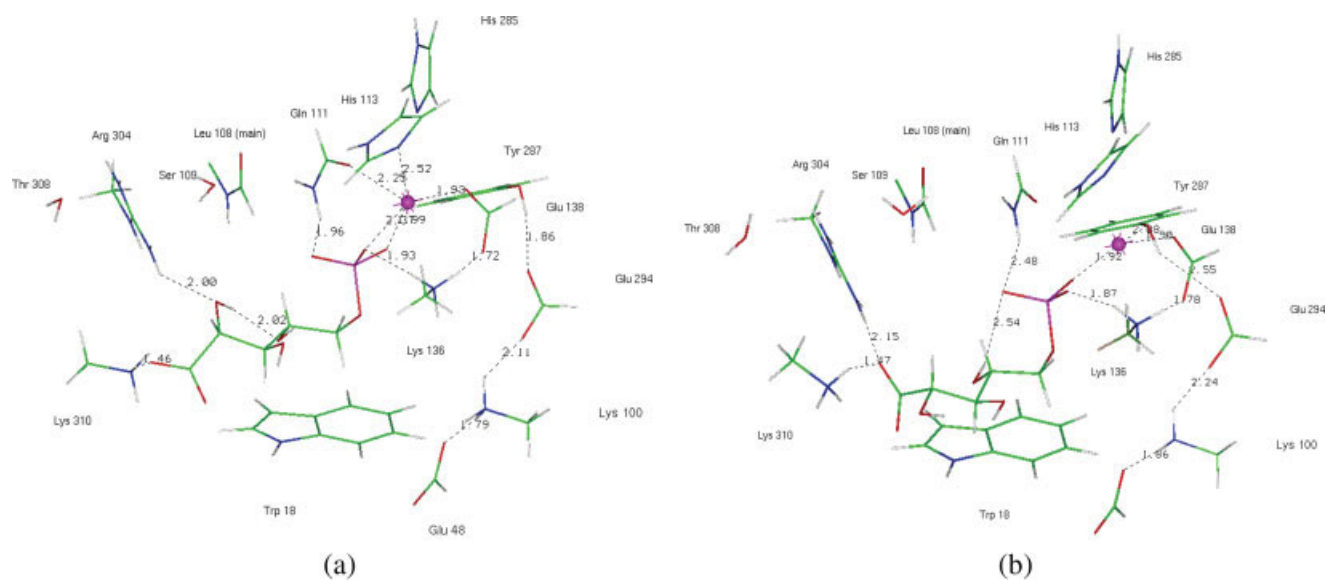 His 285
His 113
Gln 111
Leu 108 (main)
Arg 304
Ser 109
Tyr 287
Thr 308
Glu 138
Glu 294
2.52
2.25
1.93
1.96
1.93
1.86
1.72
2.00
2.02
2.11
1.46
1.79
Lys 136
Lys 310
Lys 100
Trp 18
Glu 48
(a)
His 285
Gln 111
Leu 108 (main)
His 113
Arg 304
Ser 109
Tyr 287
Thr 308
Glu 138
Glu 294
1.92
2.48
2.55
1.87
1.78
2.54
2.15
1.47
2.24
1.86
Lys 136
Lys 310
Lys 100
Trp 18
(b)